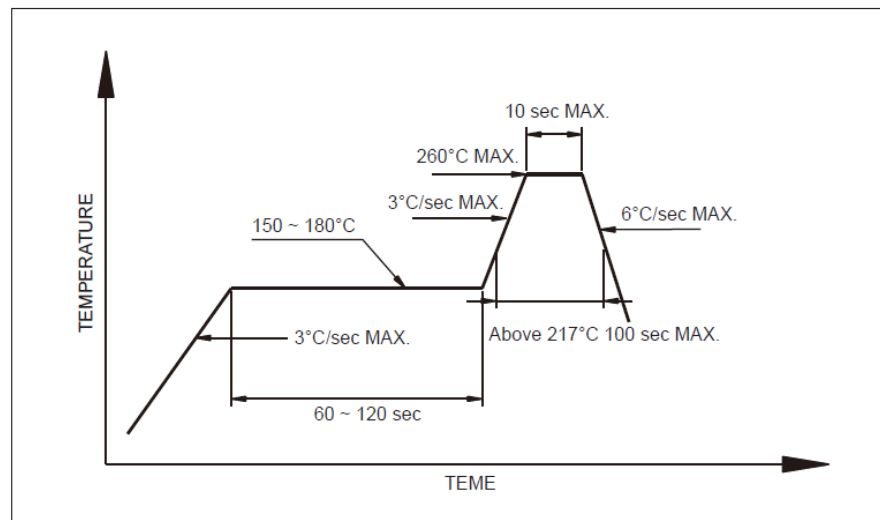 10 sec MAX.
260°C MAX.
3°C/sec MAX.
6°C/sec MAX.
150 ~ 180°C
TEMPERATURE
3°C/sec MAX.
Above 217°C 100 sec MAX.
60 ~ 120 sec
TEME